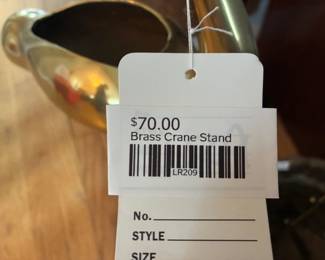 $70.00
Brass Crane Stand
LR209
No.
STYLE
SIZE